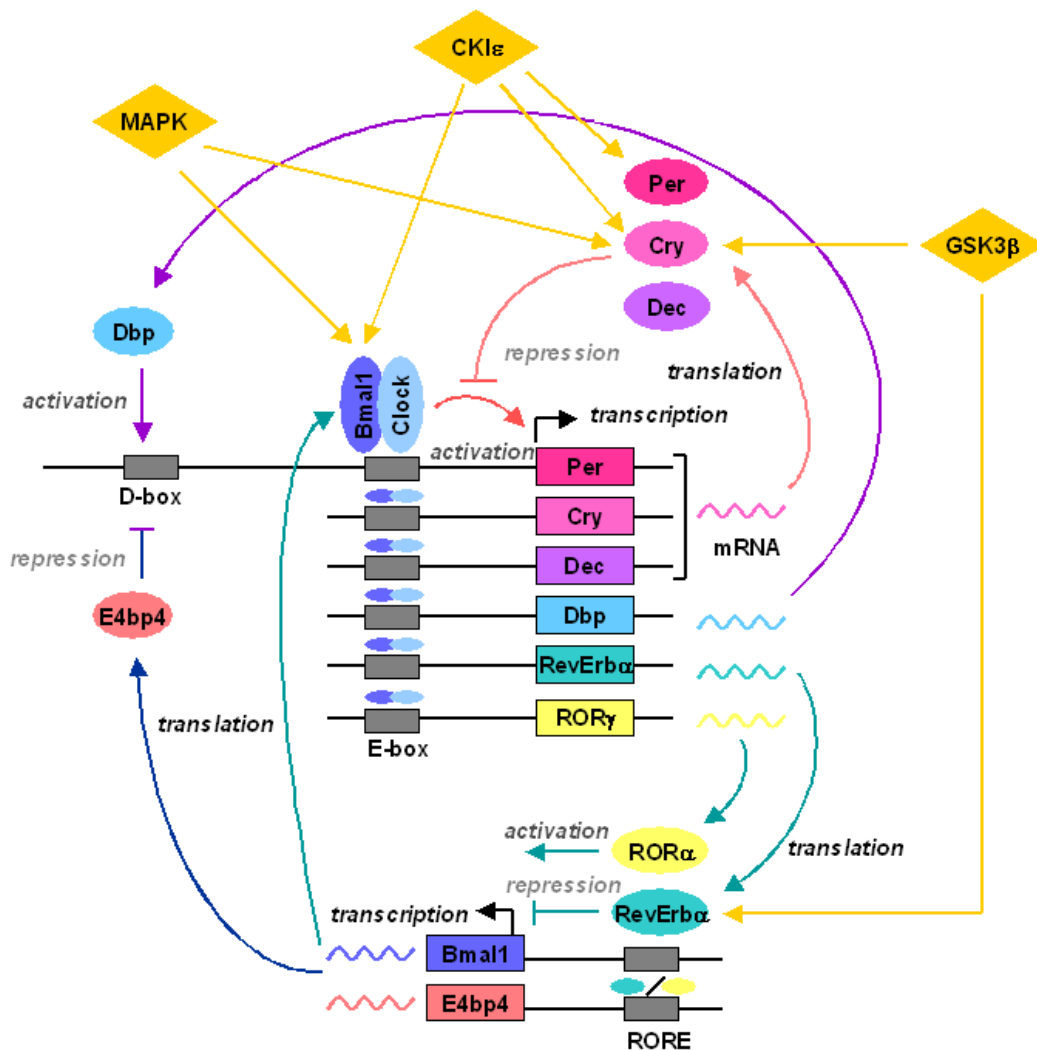 CKIε
MAPK
Per
Cry
GSK3β
Dec
Dbp
repression
translation
activation
Bmal1
Clock
transcription
activation
Per
D-box
Cry
mRNA
repression
Dec
E4bp4
Dbp
RevErbα
translation
RORγ
E-box
activation
RORα
translation
repression
RevErbα
transcription
Bmal1
E4bp4
RORE